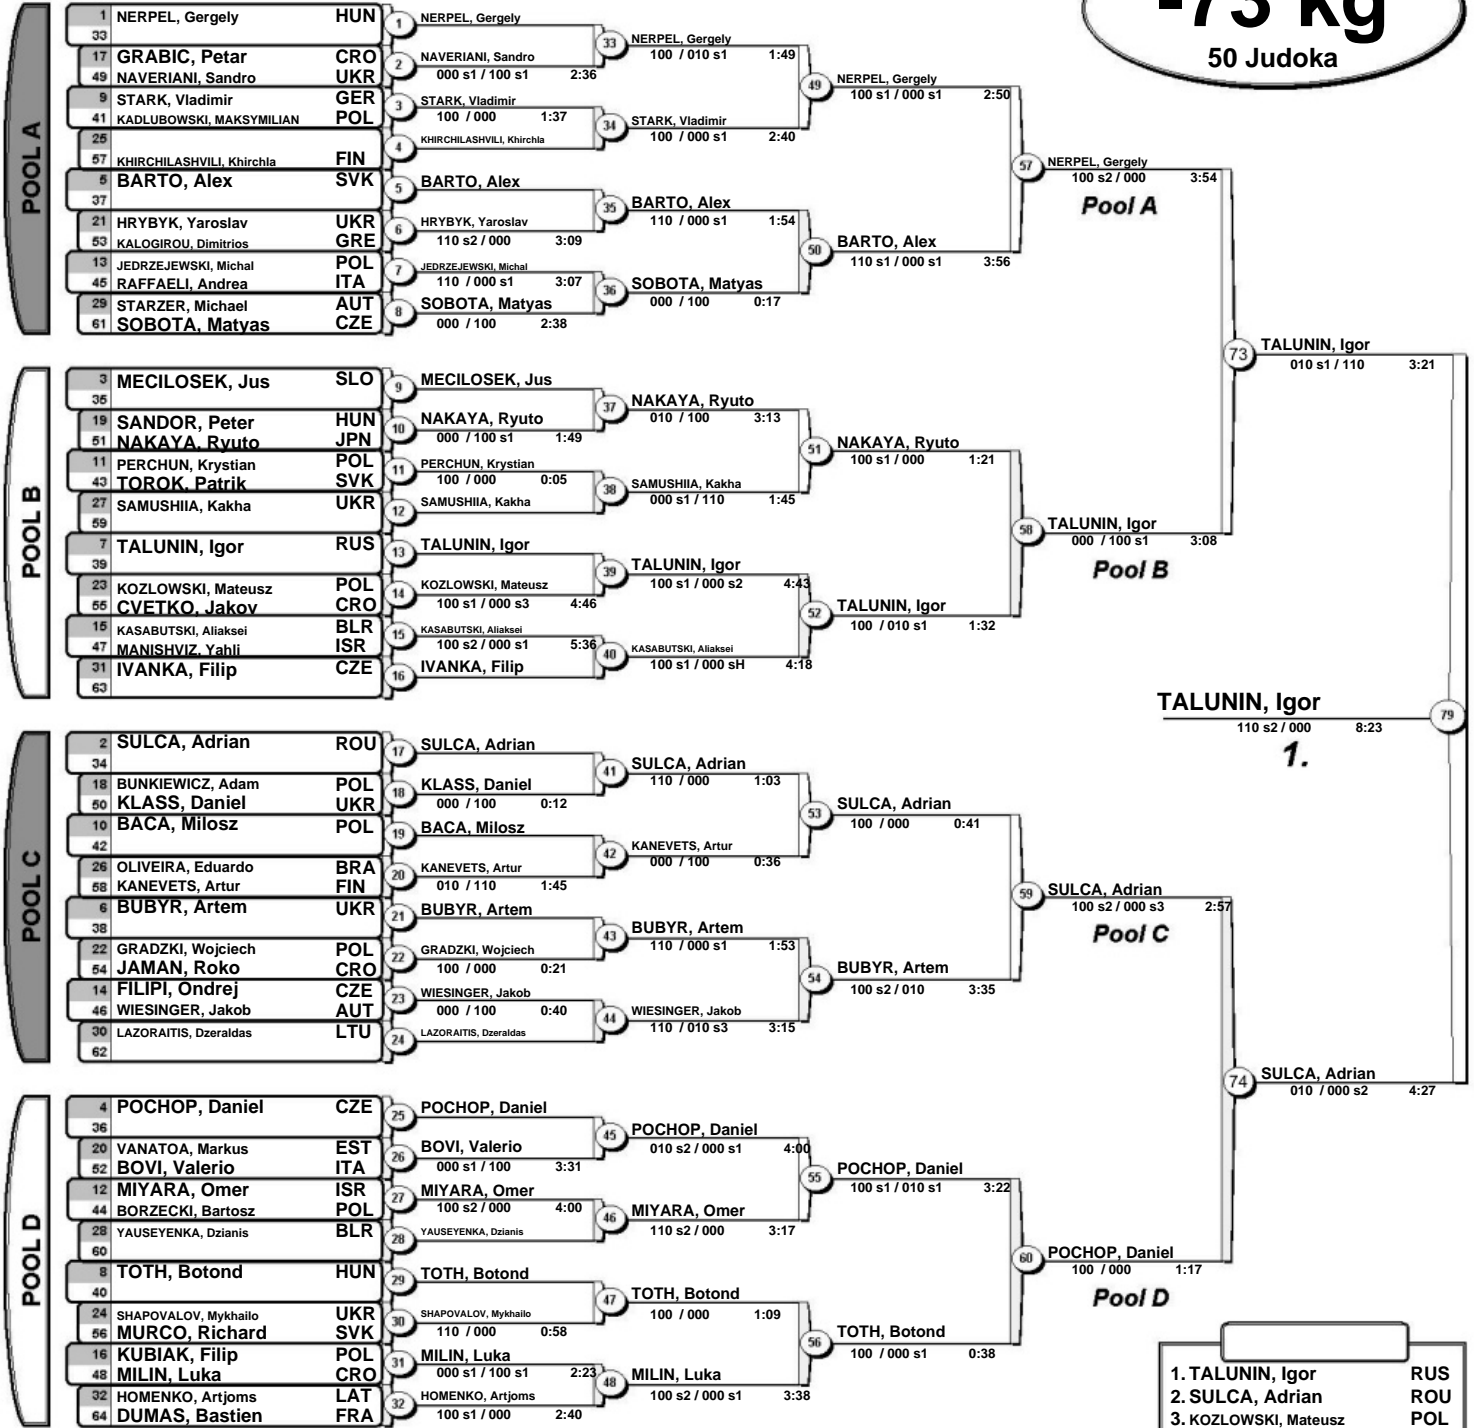 -73 kg
50 Judoka
POOL A
1 NERPEL, Gergely HUN
33
17 GRABIC, Petar CRO
49 NAVERIANI, Sandro UKR
9 STARK, Vladimir GER
41 KADLUBOWSKI, MAKSYMILIAN POL
25
57 KHIRCHILASHVILI, Khirchla FIN
5 BARTO, Alex SVK
37
21 HRYBYK, Yaroslav UKR
53 KALOGIROU, Dimitrios GRE
13 JEDRZEJEWSKI, Michal POL
45 RAFFAELI, Andrea ITA
29 STARZER, Michael AUT
61 SOBOTA, Matyas CZE
1 NERPEL, Gergely
2 NAVERIANI, Sandro
000 s1 / 100 s1 2:36
3 STARK, Vladimir
100 / 000 1:37
4 KHIRCHILASHVILI, Khirchla
5 BARTO, Alex
6 HRYBYK, Yaroslav
110 s2 / 000 3:09
7 JEDRZEJEWSKI, Michal
110 / 000 s1 3:07
8 SOBOTA, Matyas
000 / 100 2:38
33 NERPEL, Gergely
100 / 010 s1 1:49
34 STARK, Vladimir
100 / 000 s1 2:40
35 BARTO, Alex
110 / 000 s1 1:54
36 SOBOTA, Matyas
000 / 100 0:17
49 NERPEL, Gergely
100 s1 / 000 s1 2:50
50 BARTO, Alex
110 s1 / 000 s1 3:56
57 NERPEL, Gergely
100 s2 / 000 3:54
Pool A
POOL B
3 MECILOSEK, Jus SLO
35
19 SANDOR, Peter HUN
51 NAKAYA, Ryuto JPN
11 PERCHUN, Krystian POL
43 TOROK, Patrik SVK
27 SAMUSHIIA, Kakha UKR
59
7 TALUNIN, Igor RUS
39
23 KOZLOWSKI, Mateusz POL
55 CVETKO, Jakov CRO
15 KASABUTSKI, Aliaksei BLR
47 MANISHVIZ, Yahli ISR
31 IVANKA, Filip CZE
63
9 MECILOSEK, Jus
10 NAKAYA, Ryuto
000 / 100 s1 1:49
11 PERCHUN, Krystian
100 / 000 0:05
12 SAMUSHIIA, Kakha
13 TALUNIN, Igor
14 KOZLOWSKI, Mateusz
100 s1 / 000 s3 4:46
15 KASABUTSKI, Aliaksei
100 s2 / 000 s1 5:36
16 IVANKA, Filip
37 NAKAYA, Ryuto
010 / 100 3:13
38 SAMUSHIIA, Kakha
000 s1 / 110 1:45
39 TALUNIN, Igor
100 s1 / 000 s2 4:43
40 KASABUTSKI, Aliaksei
100 s1 / 000 sH 4:18
51 NAKAYA, Ryuto
100 s1 / 000 1:21
52 TALUNIN, Igor
100 / 010 s1 1:32
58 TALUNIN, Igor
000 / 100 s1 3:08
Pool B
73 TALUNIN, Igor
010 s1 / 110 3:21
TALUNIN, Igor
79
110 s2 / 000 8:23
1.
POOL C
2 SULCA, Adrian ROU
34
18 BUNKIEWICZ, Adam POL
50 KLASS, Daniel UKR
10 BACA, Milosz POL
42
26 OLIVEIRA, Eduardo BRA
58 KANEVETS, Artur FIN
6 BUBYR, Artem UKR
38
22 GRADZKI, Wojciech POL
54 JAMAN, Roko CRO
14 FILIPI, Ondrej CZE
46 WIESINGER, Jakob AUT
30 LAZORAITIS, Dzeraldas LTU
62
17 SULCA, Adrian
18 KLASS, Daniel
000 / 100 0:12
19 BACA, Milosz
20 KANEVETS, Artur
010 / 110 1:45
21 BUBYR, Artem
22 GRADZKI, Wojciech
100 / 000 0:21
23 WIESINGER, Jakob
000 / 100 0:40
24 LAZORAITIS, Dzeraldas
41 SULCA, Adrian
110 / 000 1:03
42 KANEVETS, Artur
000 / 100 0:36
43 BUBYR, Artem
110 / 000 s1 1:53
44 WIESINGER, Jakob
110 / 010 s3 3:15
53 SULCA, Adrian
100 / 000 0:41
54 BUBYR, Artem
100 s2 / 010 3:35
59 SULCA, Adrian
100 s2 / 000 s3 2:57
Pool C
74 SULCA, Adrian
010 / 000 s2 4:27
POOL D
4 POCHOP, Daniel CZE
36
20 VANATOA, Markus EST
52 BOVI, Valerio ITA
12 MIYARA, Omer ISR
44 BORZECKI, Bartosz POL
28 YAUSEYENKA, Dzianis BLR
60
8 TOTH, Botond HUN
40
24 SHAPOVALOV, Mykhailo UKR
56 MURCO, Richard SVK
16 KUBIAK, Filip POL
48 MILIN, Luka CRO
32 HOMENKO, Artjoms LAT
64 DUMAS, Bastien FRA
25 POCHOP, Daniel
26 BOVI, Valerio
000 s1 / 100 3:31
27 MIYARA, Omer
100 s2 / 000 4:00
28 YAUSEYENKA, Dzianis
29 TOTH, Botond
30 SHAPOVALOV, Mykhailo
110 / 000 0:58
31 MILIN, Luka
000 s1 / 100 s1 2:23
32 HOMENKO, Artjoms
100 s1 / 000 2:40
45 POCHOP, Daniel
010 s2 / 000 s1 4:00
46 MIYARA, Omer
110 s2 / 000 3:17
47 TOTH, Botond
100 / 000 1:09
48 MILIN, Luka
100 s2 / 000 s1 3:38
55 POCHOP, Daniel
100 s1 / 010 s1 3:22
56 TOTH, Botond
100 / 000 s1 0:38
60 POCHOP, Daniel
100 / 000 1:17
Pool D
1. TALUNIN, Igor RUS
2. SULCA, Adrian ROU
3. KOZLOWSKI, Mateusz POL